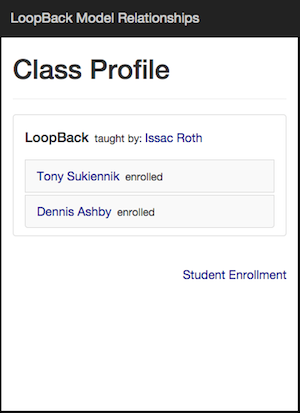 LoopBack Model Relationships
Class Profile
LoopBack taught by: Issac Roth
Tony Sukiennik enrolled
Dennis Ashby enrolled
Student Enrollment